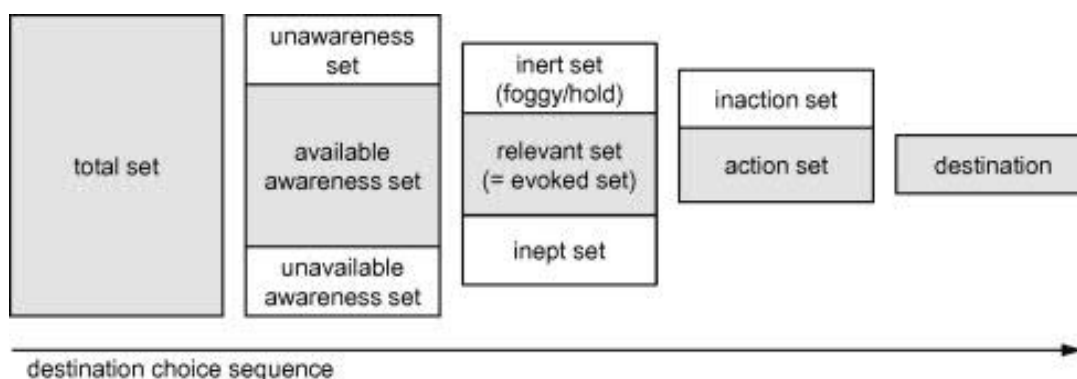 total set
unawareness
set
available
awareness set
unavailable
awareness set
inert set
(foggy/hold)
relevant set
(= evoked set)
inept set
inaction set
action set
destination
destination choice sequence